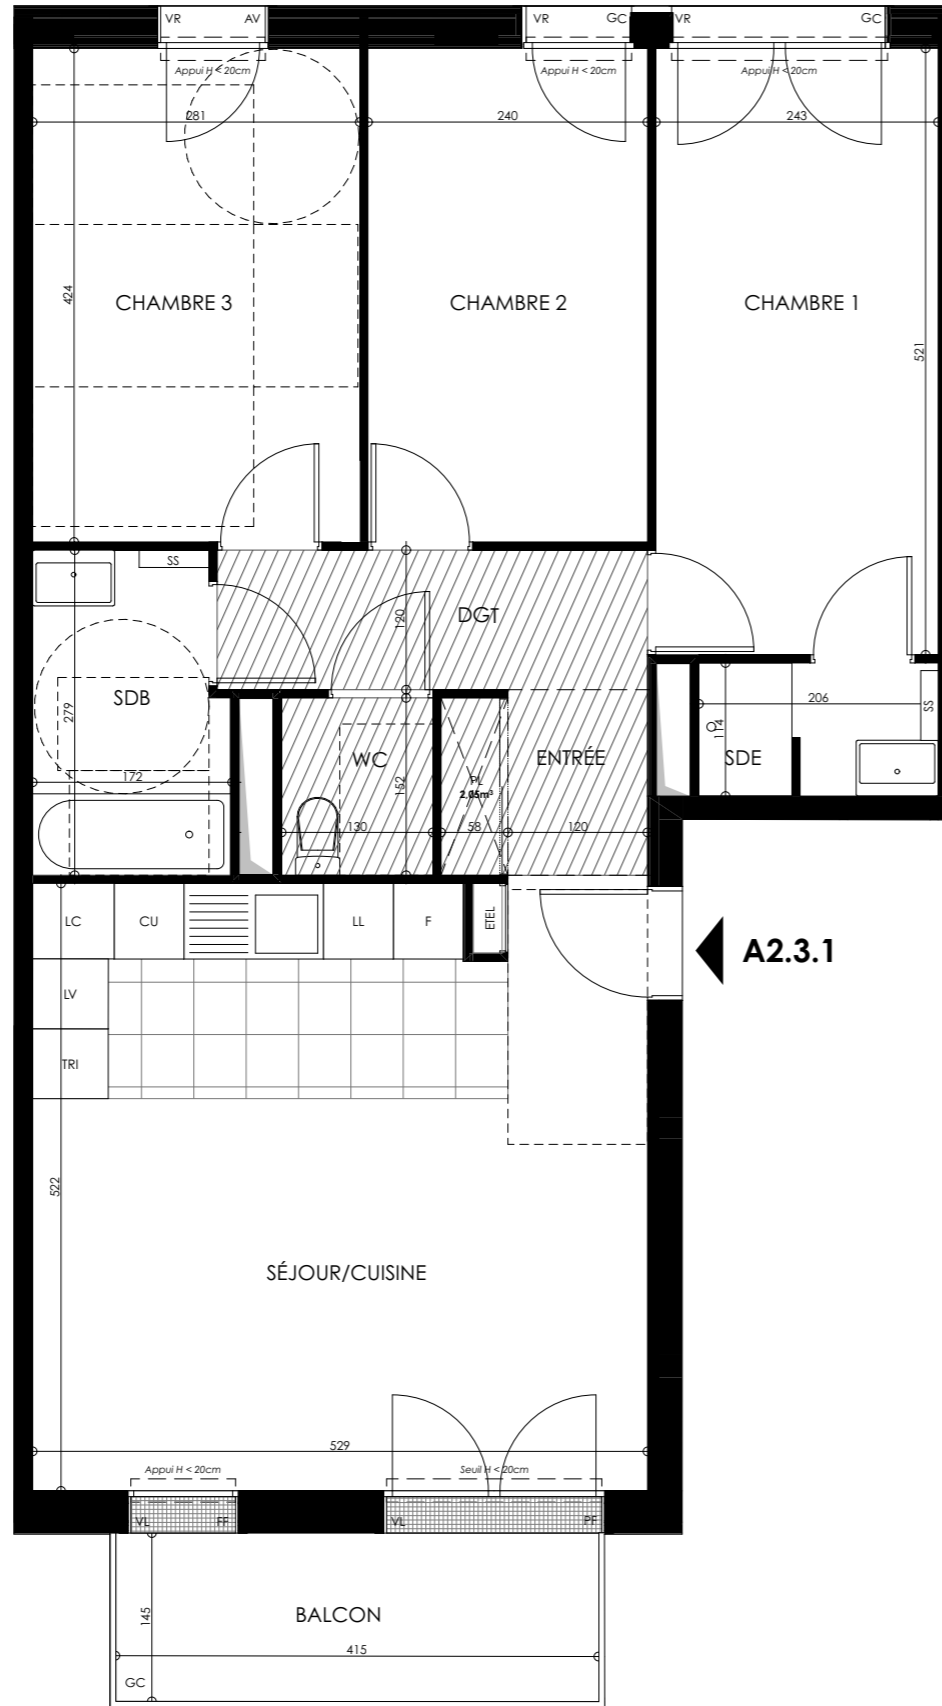 VR AV
VR GC
VR GC
Appui H < 20cm
Appui H < 20cm
Appui H < 20cm
281
240
243
424
CHAMBRE 3
CHAMBRE 2
CHAMBRE 1
521
SS
DGT
120
SDB
279
172
WC
152
130
PL
2,05m³
58
ENTRÉE
120
206
SS
114
SDE
LC
CU
LL
F
ETEL
A2.3.1
LV
TRI
522
SÉJOUR/CUISINE
529
Appui H < 20cm
Seuil H < 20cm
VL FF
VL PF
145
BALCON
415
GC